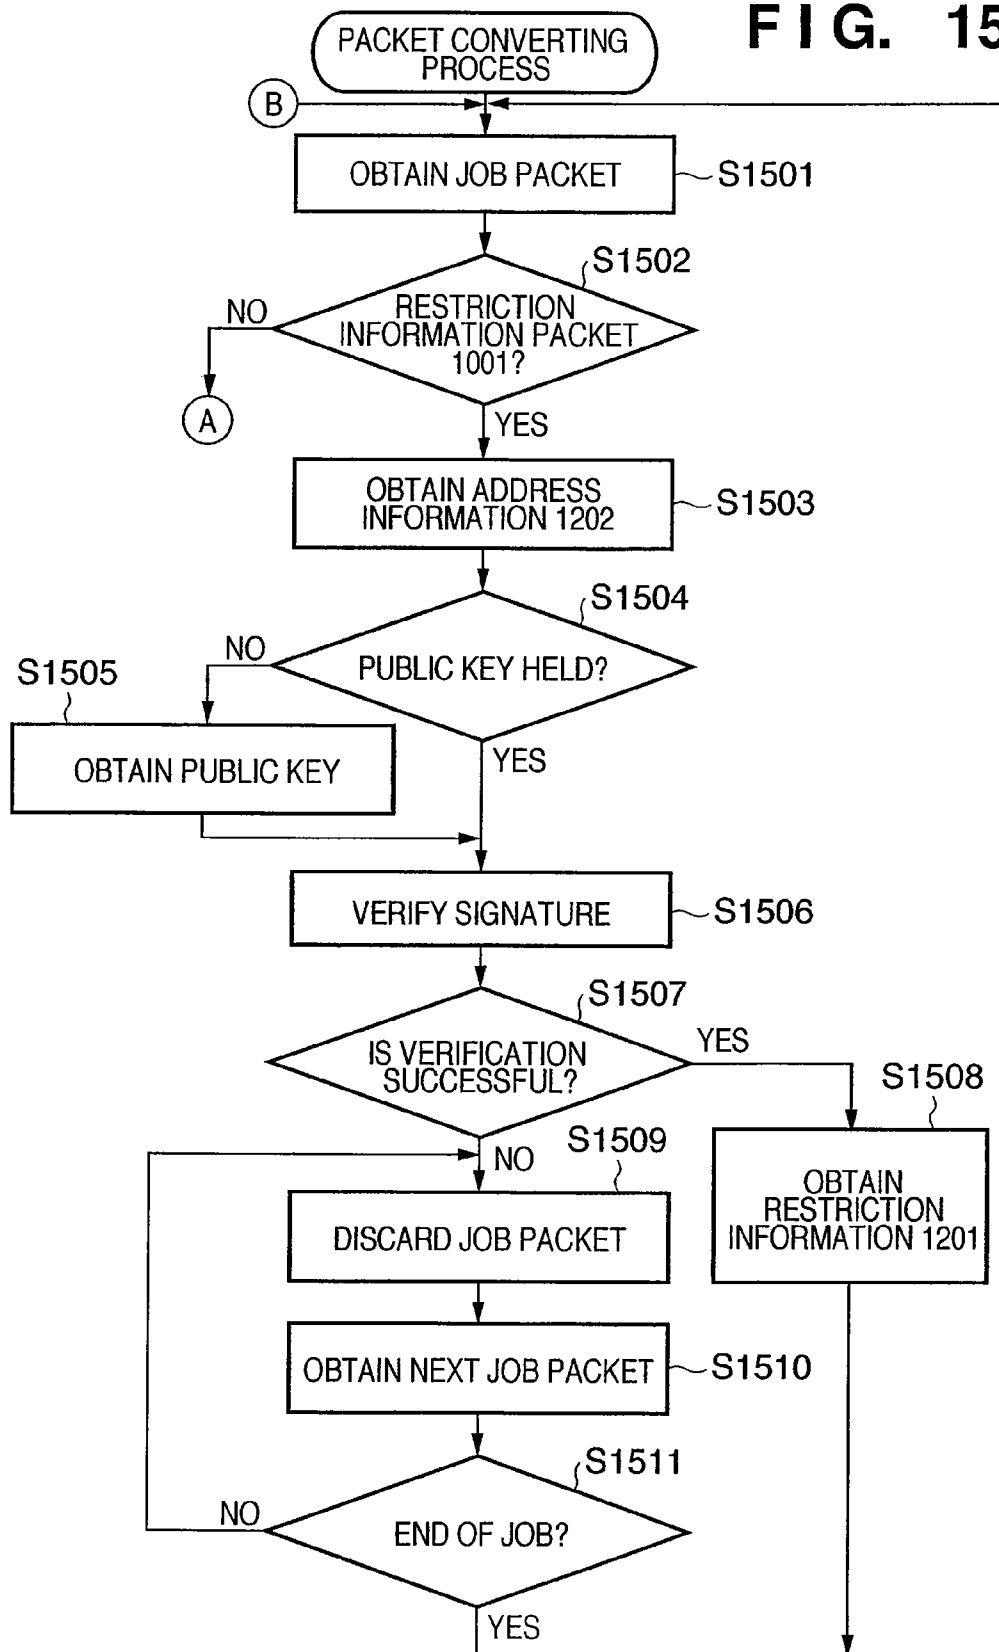 FIG. 15
PACKET CONVERTING
PROCESS
B
OBTAIN JOB PACKET
S1501
S1502
NO
RESTRICTION
INFORMATION PACKET
1001?
A
YES
OBTAIN ADDRESS
INFORMATION 1202
S1503
S1504
NO
PUBLIC KEY HELD?
S1505
OBTAIN PUBLIC KEY
YES
VERIFY SIGNATURE
S1506
S1507
IS VERIFICATION
SUCCESSFUL?
YES
S1508
NO
S1509
OBTAIN
RESTRICTION
INFORMATION 1201
DISCARD JOB PACKET
OBTAIN NEXT JOB PACKET
S1510
S1511
NO
END OF JOB?
YES